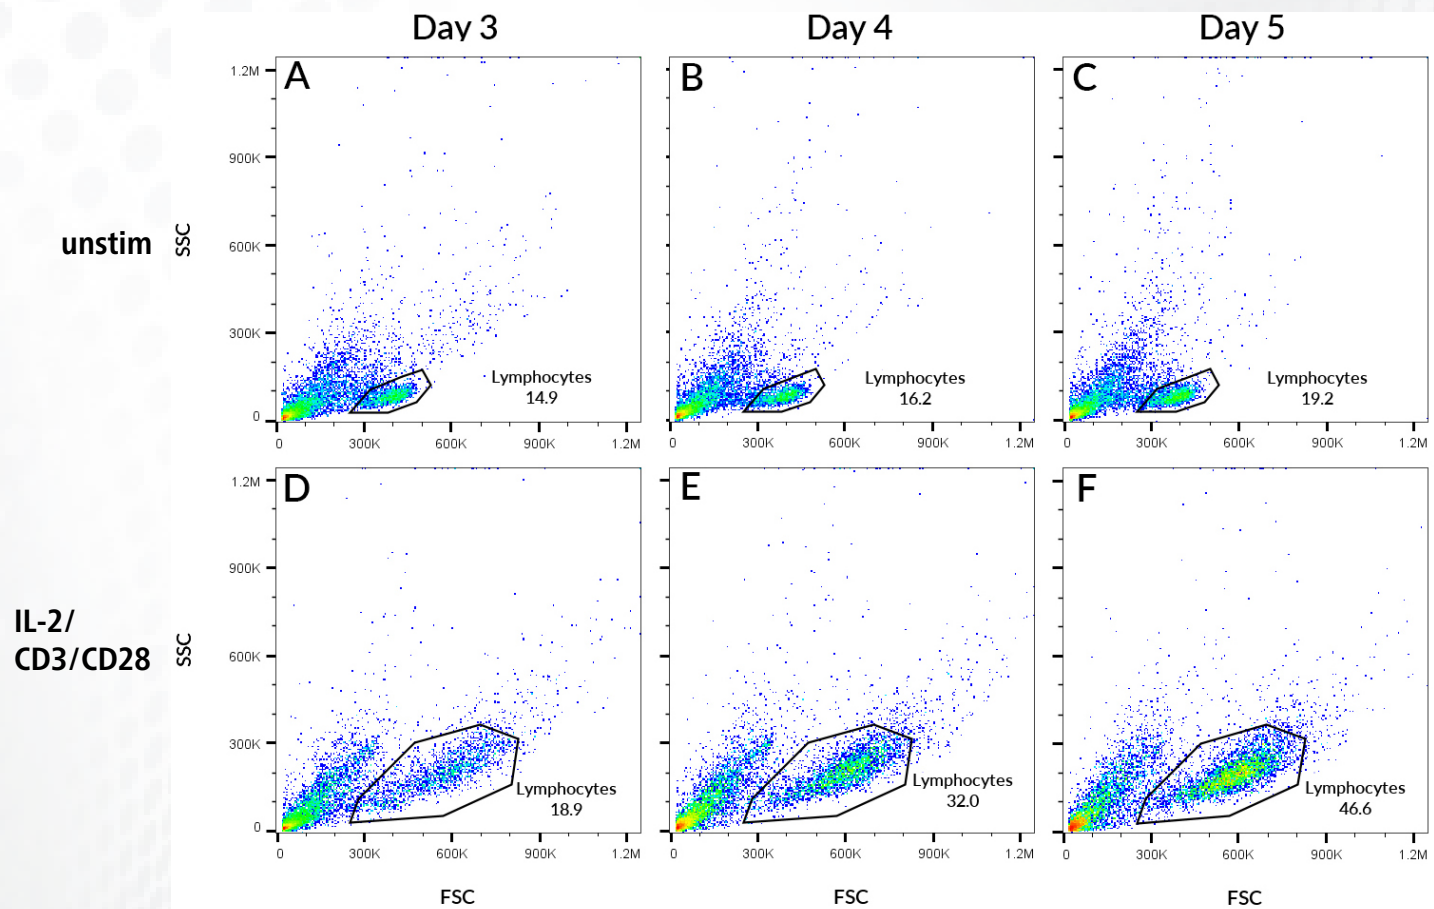 Day 3
Day 4
Day 5
unstim
SSC
A
1.2M
900K
600K
300K
0
Lymphocytes
14.9
0
300K
600K
900K
1.2M
B
Lymphocytes
16.2
0
300K
600K
900K
1.2M
C
Lymphocytes
19.2
0
300K
600K
900K
1.2M
IL-2/
CD3/CD28
SSC
D
1.2M
900K
600K
300K
0
Lymphocytes
18.9
0
300K
600K
900K
1.2M
FSC
E
Lymphocytes
32.0
0
300K
600K
900K
1.2M
FSC
F
Lymphocytes
46.6
0
300K
600K
900K
1.2M
FSC